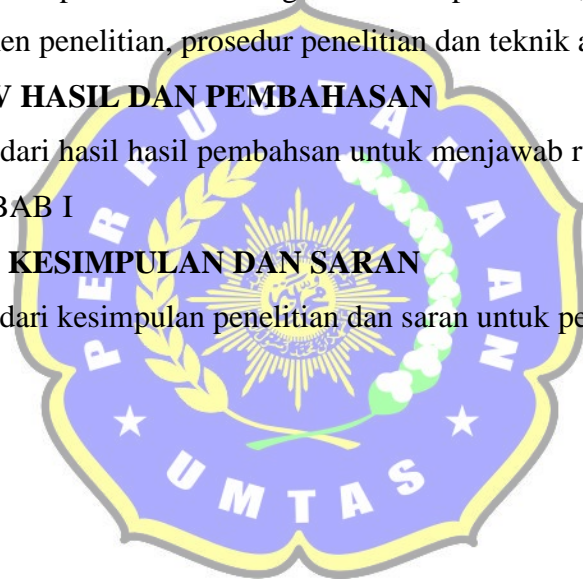 en penelitian, prosedur penelitian dan teknik a
V HASIL DAN PEMBAHASAN
dari hasil hasil pembahsan untuk menjawab r
BAB I
KESIMPULAN DAN SARAN
dari kesimpulan penelitian dan saran untuk pe
PERPUSTAKAAN
UMTAS